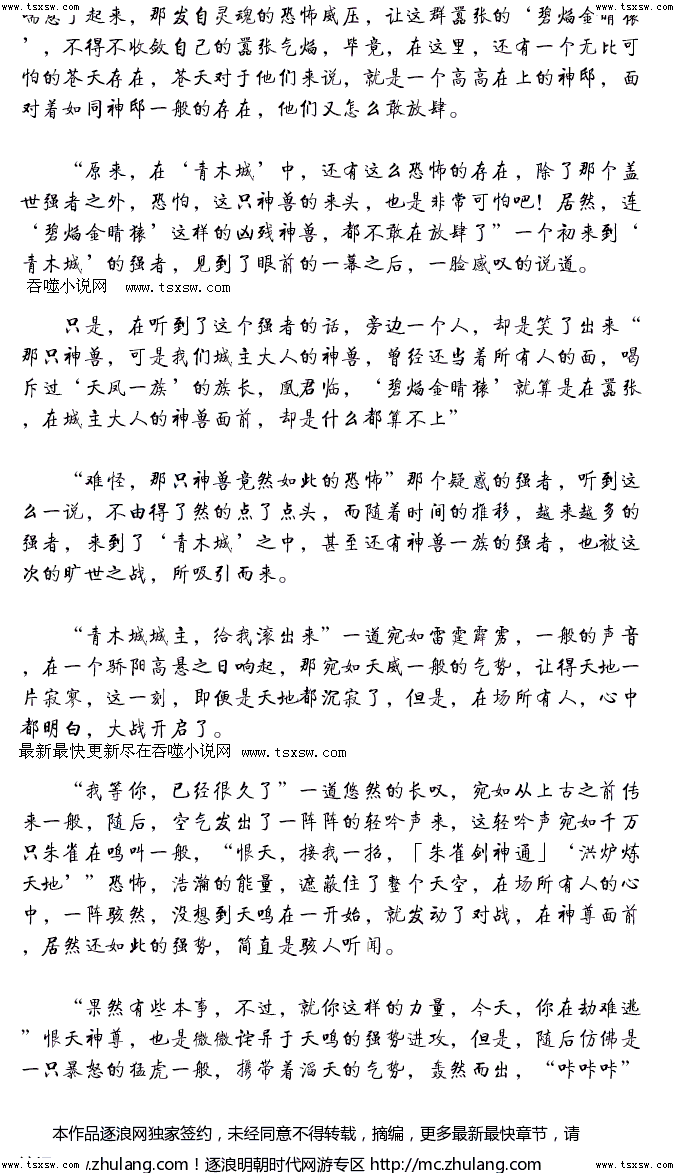 www.tsxsw.com www.tsxsw.com www.tsxsw.com www.tsxsw.com www.tsxsw.com
了起来，那发自灵魂的恐怖威压，让这群嚣张的‘碧焰金睛猿
’，不得不收敛自己的嚣张气焰，毕竟，在这里，还有一个无比可
怕的苍天存在，苍天对于他们来说，就是一个高高在上的神邸，面
对着如同神邸一般的存在，他们又怎么敢放肆。
“原来，在‘青木城’中，还有这么恐怖的存在，除了那个盖
世强者之外，恐怕，这只神兽的来头，也是非常可怕吧！居然，连
‘碧焰金睛猿’这样的凶残神兽，都不敢在放肆了”一个初来到‘
青木城’的强者，见到了眼前的一幕之后，一脸感叹的说道。
吞噬小说网 www.tsxsw.com
只是，在听到了这个强者的话，旁边一个人，却是笑了出来“
那只神兽，可是我们城主大人的神兽，曾经还当着所有人的面，喝
斥过‘天凤一族’的族长，凰君临，‘碧焰金睛猿’就算是在嚣张
，在城主大人的神兽面前，却是什么都算不上”
“难怪，那只神兽竟然如此的恐怖”那个疑惑的强者，听到这
么一说，不由得了然的点了点头，而随着时间的推移，越来越多的
强者，来到了‘青木城’之中，甚至还有神兽一族的强者，也被这
次的旷世之战，所吸引而来。
“青木城城主，给我滚出来”一道宛如雷霆霹雳，一般的声音
，在一个骄阳高悬之日响起，那宛如天威一般的气势，让得天地一
片寂寥，这一刻，即便是天地都沉寂了，但是，在场所有人，心中
都明白，大战开启了。
最新最快更新尽在吞噬小说网 www.tsxsw.com
“我等你，已经很久了”一道悠然的长叹，宛如从上古之前传
来一般，随后，空气发出了一阵阵的轻吟声来，这轻吟声宛如千万
只朱雀在鸣叫一般，“恨天，接我一招，「朱雀剑神通」‘洪炉炼
天地’”恐怖，浩瀚的能量，遮蔽住了整个天空，在场所有人的心
中，一阵骇然，没想到天鸣在一开始，就发动了对战，在神尊面前
，居然还如此的强势，简直是骇人听闻。
“果然有些本事，不过，就你这样的力量，今天，你在劫难逃
”恨天神尊，也是微微诧异于天鸣的强势进攻，但是，随后仿佛是
一只暴怒的猛虎一般，携带着滔天的气势，轰然而出，“咔咔咔”
本作品逐浪网独家签约，未经同意不得转载，摘编，更多最新最快章节，请
.zhulang.com！逐浪明朝时代网游专区 http://mc.zhulang.com
www.tsxsw.com www.tsxsw.com www.tsxsw.com www.tsxsw.com www.tsxsw.com